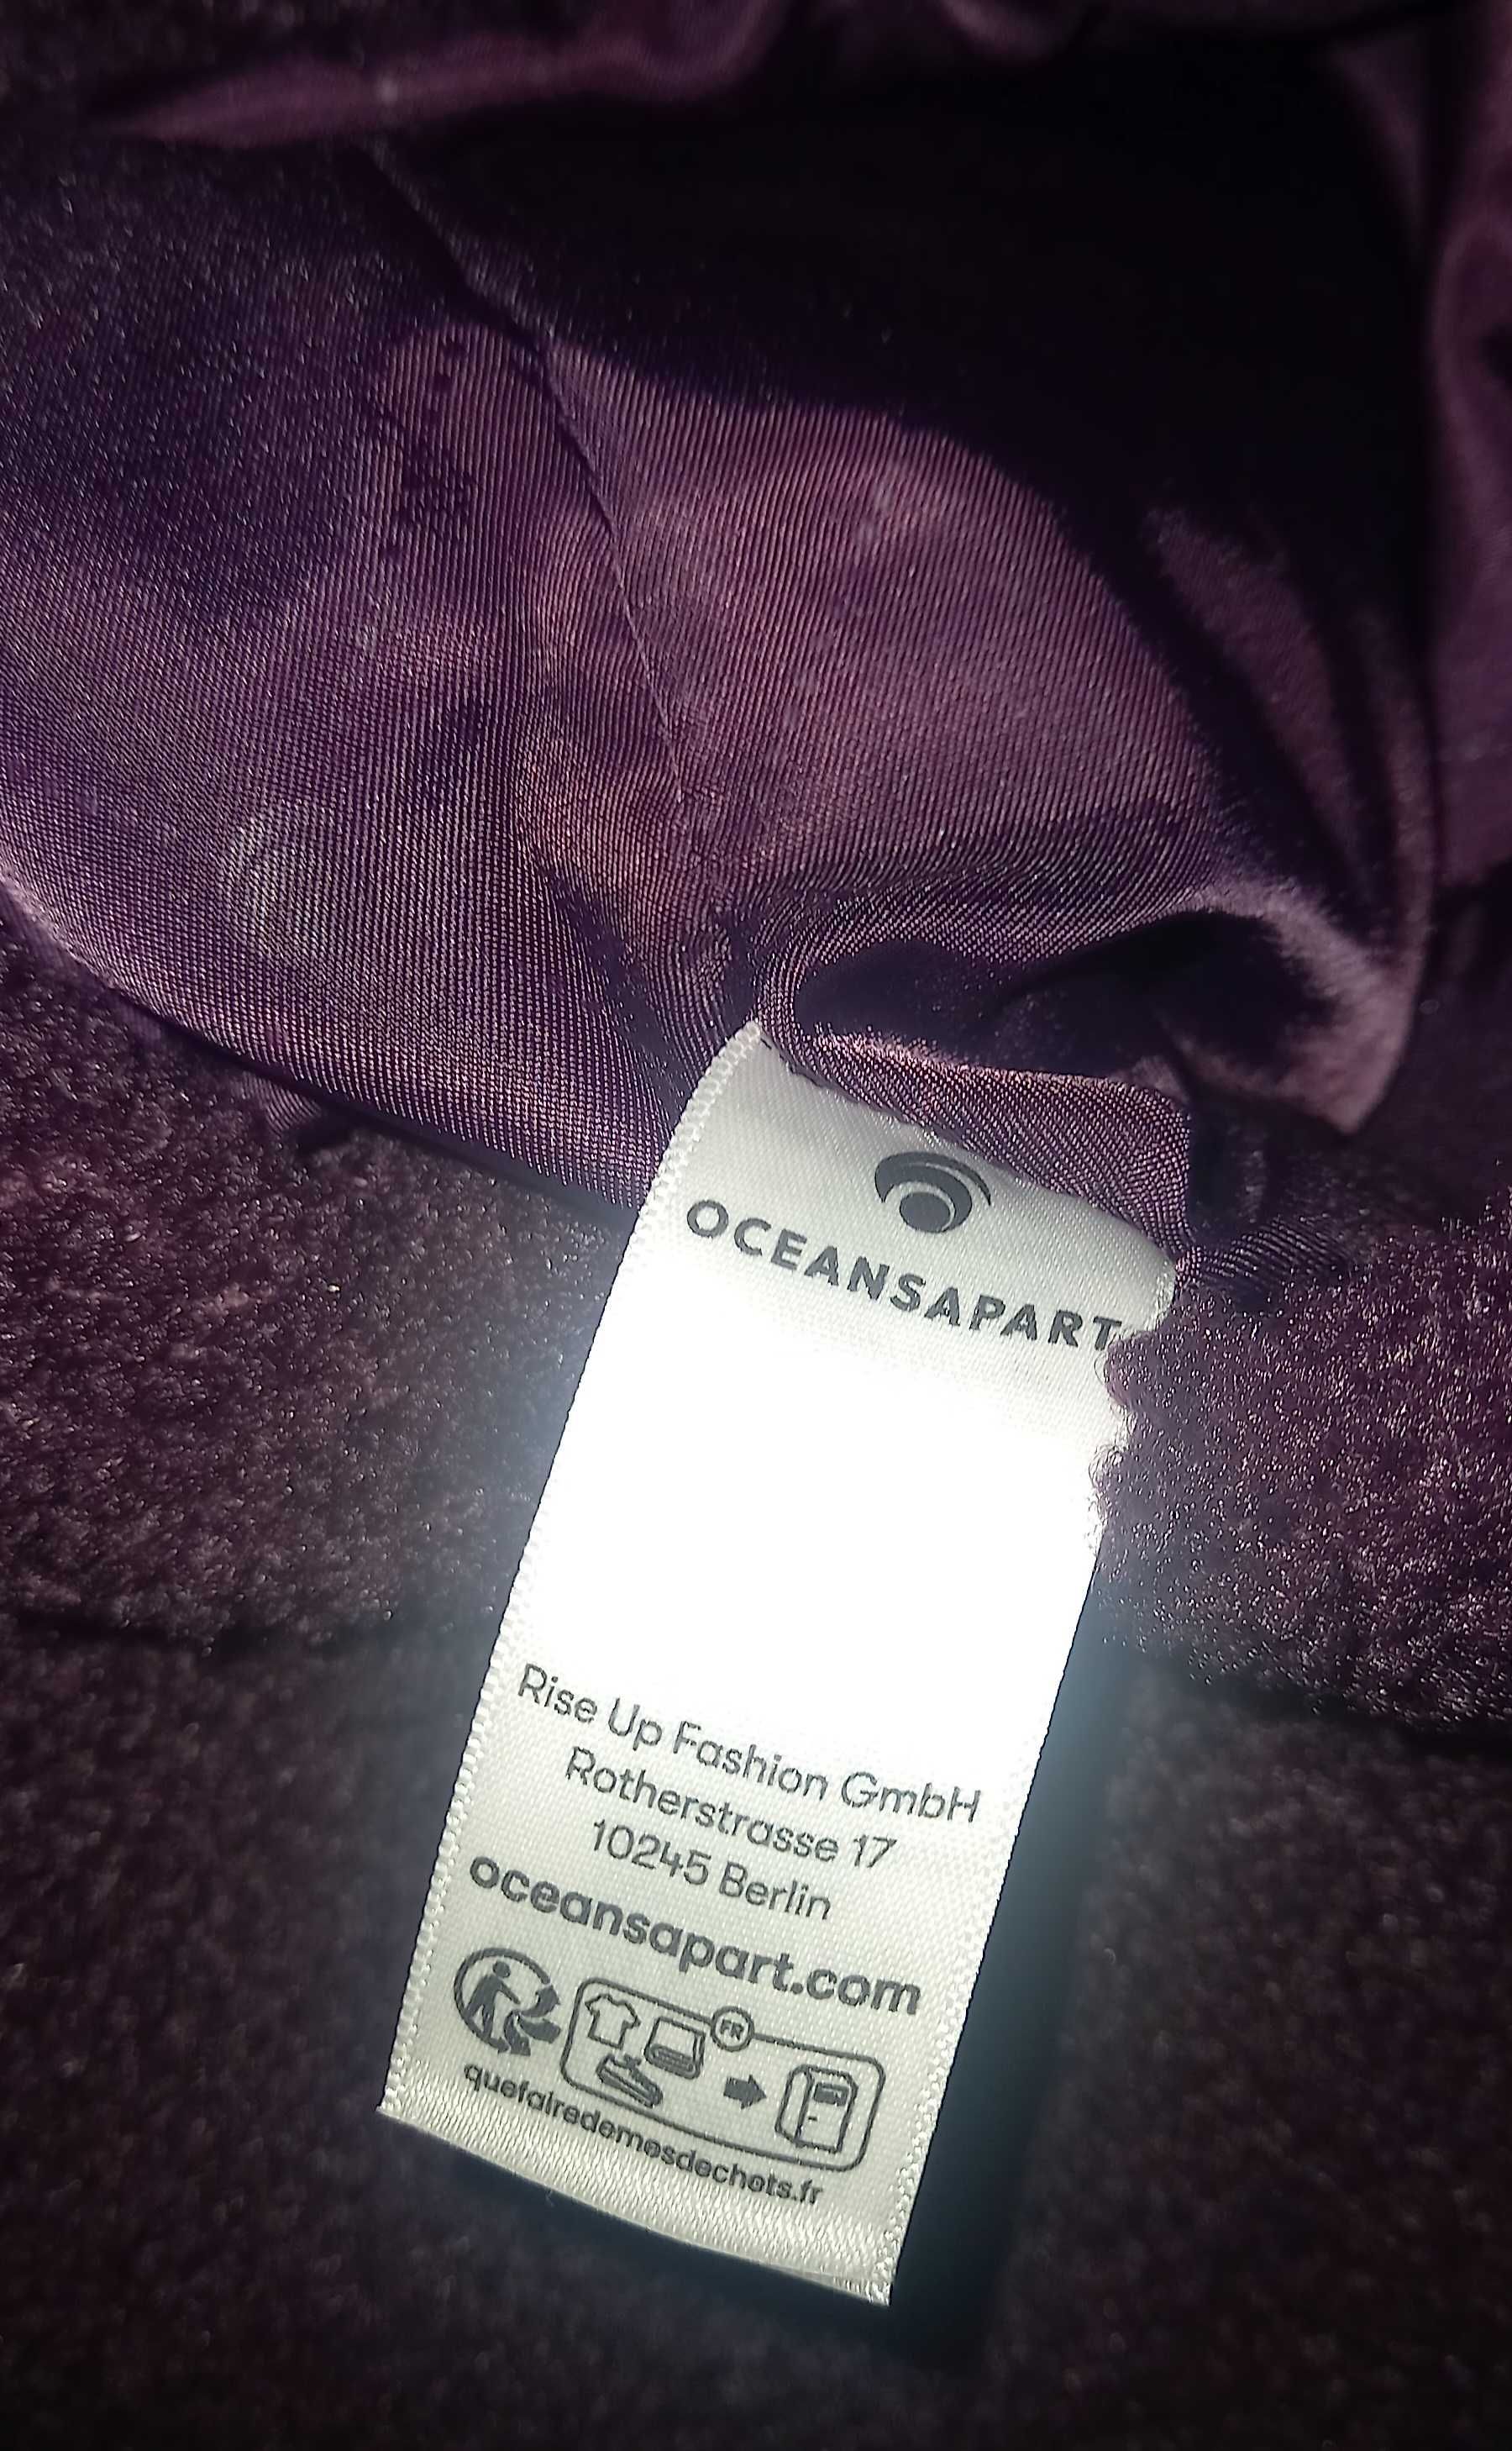 OCEANSAPART
Rise Up Fashion GmbH
Rotherstrasse 17
10245 Berlin
oceansapart.com
FR
quefairedemesdechets.fr